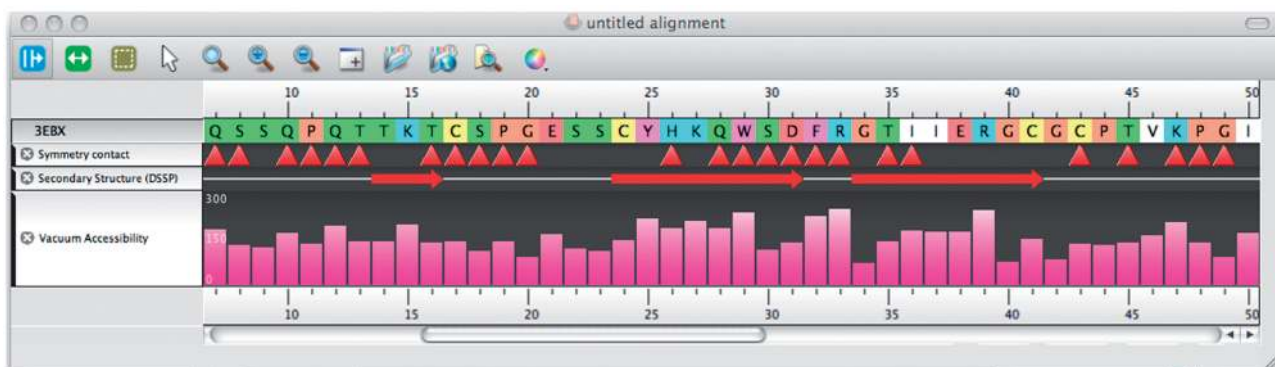 untitled alignment
10 15 20 25 30 35 40 45 50
3EBX Q S S Q P Q T T K T C S P G E S S C Y H K Q W S D F R G T I I E R G C G C P T V K P G I
Symmetry contact
Secondary Structure (DSSP)
300
Vacuum Accessibility 150
0
10 15 20 25 30 35 40 45 50